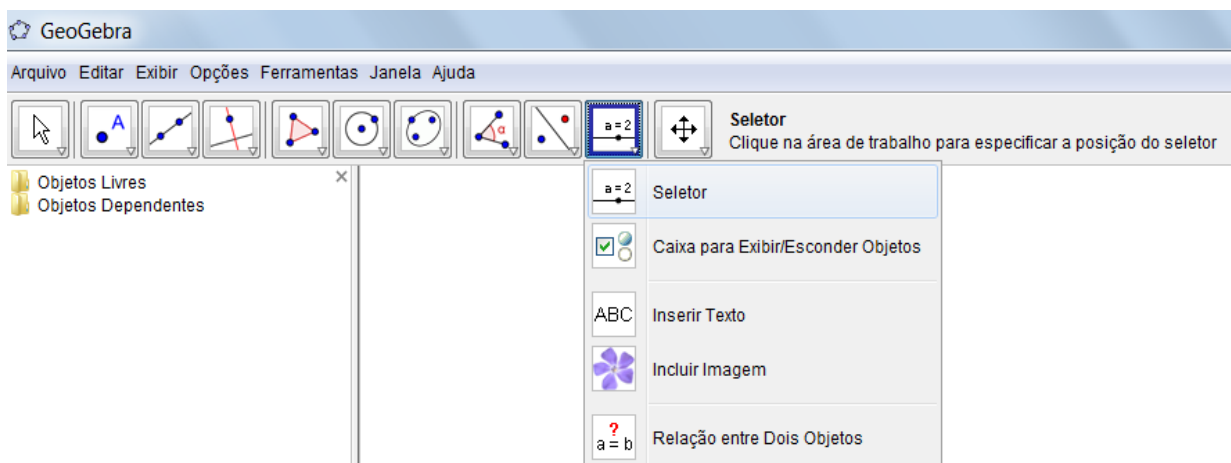 GeoGebra
Arquivo Editar Exibir Opções Ferramentas Janela Ajuda
A
α
a = 2
Seletor
Clique na área de trabalho para especificar a posição do seletor
Objetos Livres
Objetos Dependentes
a = 2
Seletor
Caixa para Exibir/Esconder Objetos
ABC
Inserir Texto
Incluir Imagem
?
a = b
Relação entre Dois Objetos